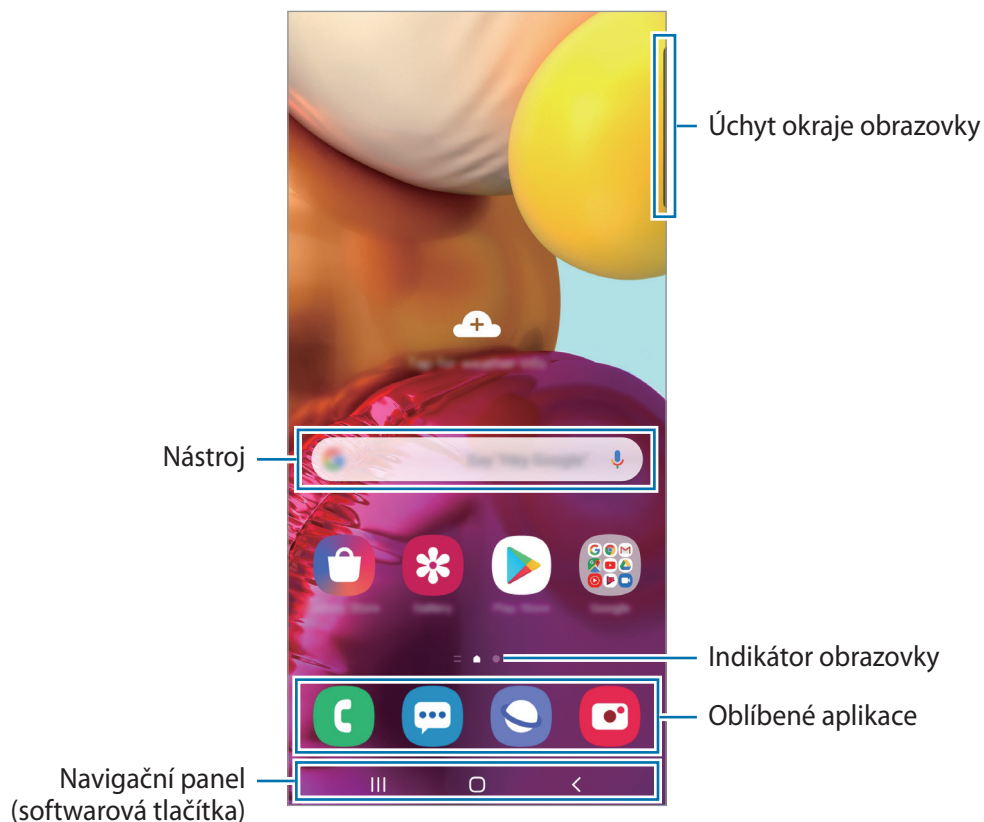 Úchyt okraje obrazovky
Nástroj
Indikátor obrazovky
Oblíbené aplikace
Navigační panel
(softwarová tlačítka)